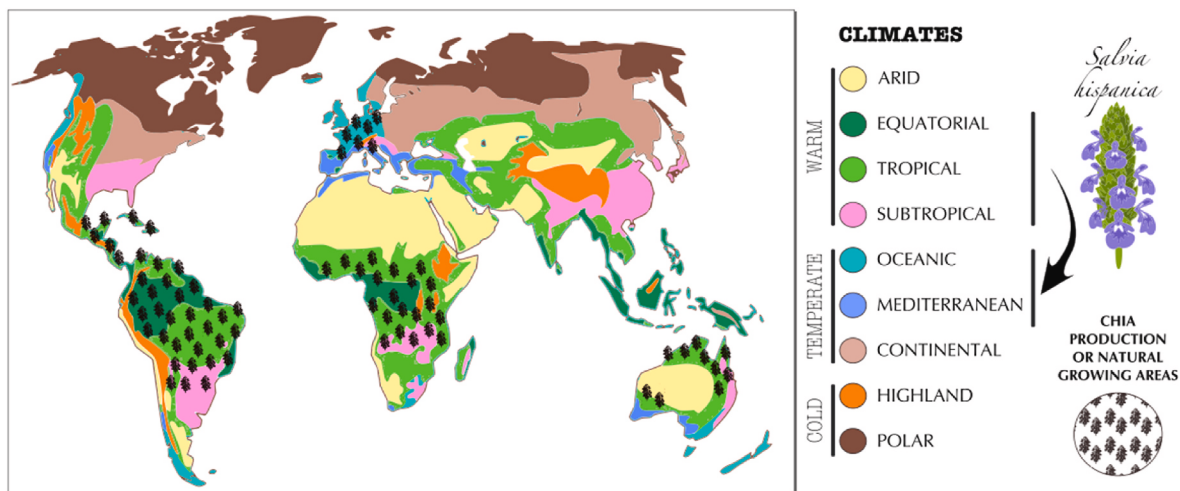 CLIMATES
WARM
ARID
EQUATORIAL
TROPICAL
SUBTROPICAL
TEMPERATE
OCEANIC
MEDITERRANEAN
CONTINENTAL
COLD
HIGHLAND
POLAR
Salvia
hispanica
CHIA
PRODUCTION
OR NATURAL
GROWING AREAS